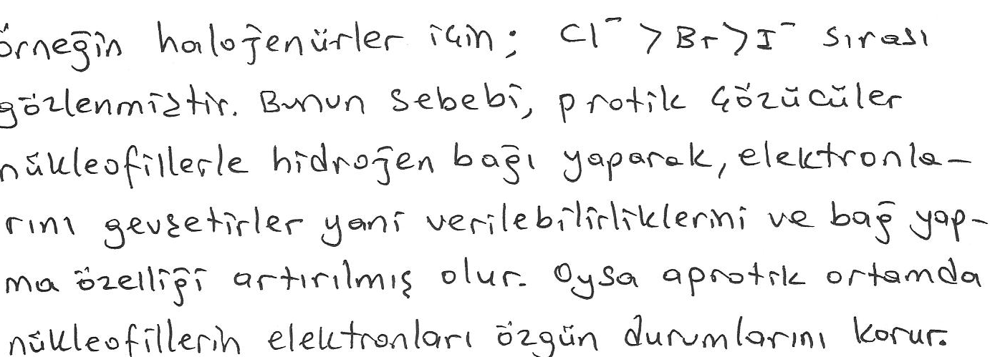 örneğin halojenürler için; Cl⁻ > Br > I⁻ sırası
gözlenmiştir. Bunun sebebi, protik çözücüler
nükleofillerle hidrojen bağı yaparak, elektronla-
rını gevşetirler yani verilebilirliklerini ve bağ yap-
ma özelliği artırılmış olur. Oysa aprotik ortamda
nükleofillerin elektronları özgün durumlarını korur.